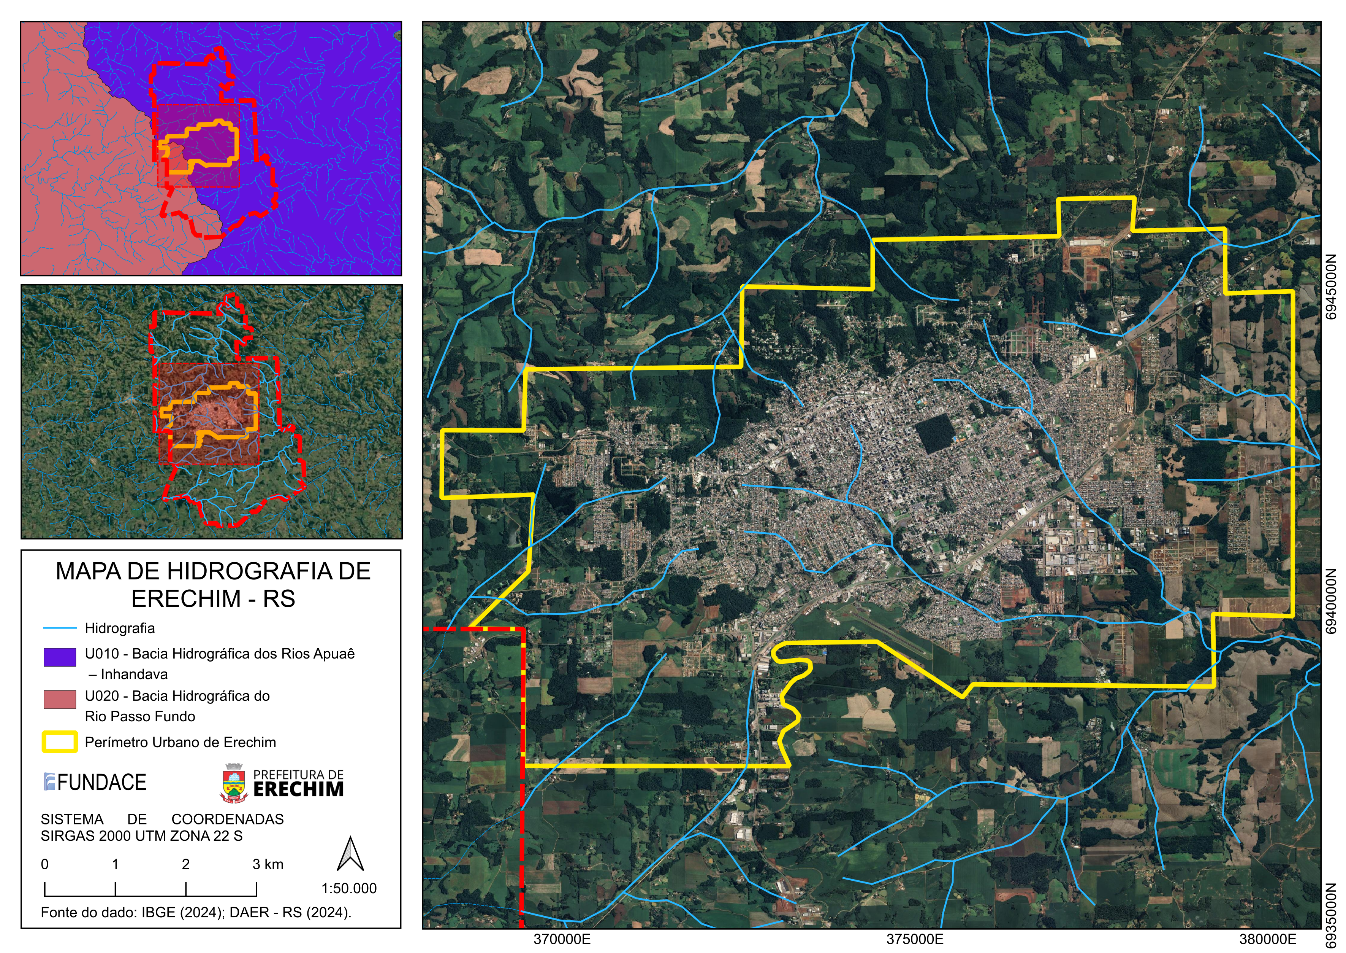 MAPA DE HIDROGRAFIA DE
ERECHIM - RS
Hidrografia
U010 - Bacia Hidrográfica dos Rios Apuaê
– Inhandava
U020 - Bacia Hidrográfica do
Rio Passo Fundo
Perímetro Urbano de Erechim
FUNDACE
PREFEITURA DE
ERECHIM
SISTEMA DE COORDENADAS
SIRGAS 2000 UTM ZONA 22 S
0 1 2 3 km
1:50.000
Fonte do dado: IBGE (2024); DAER - RS (2024).
6945000N
6940000N
6935000N
370000E 375000E 380000E